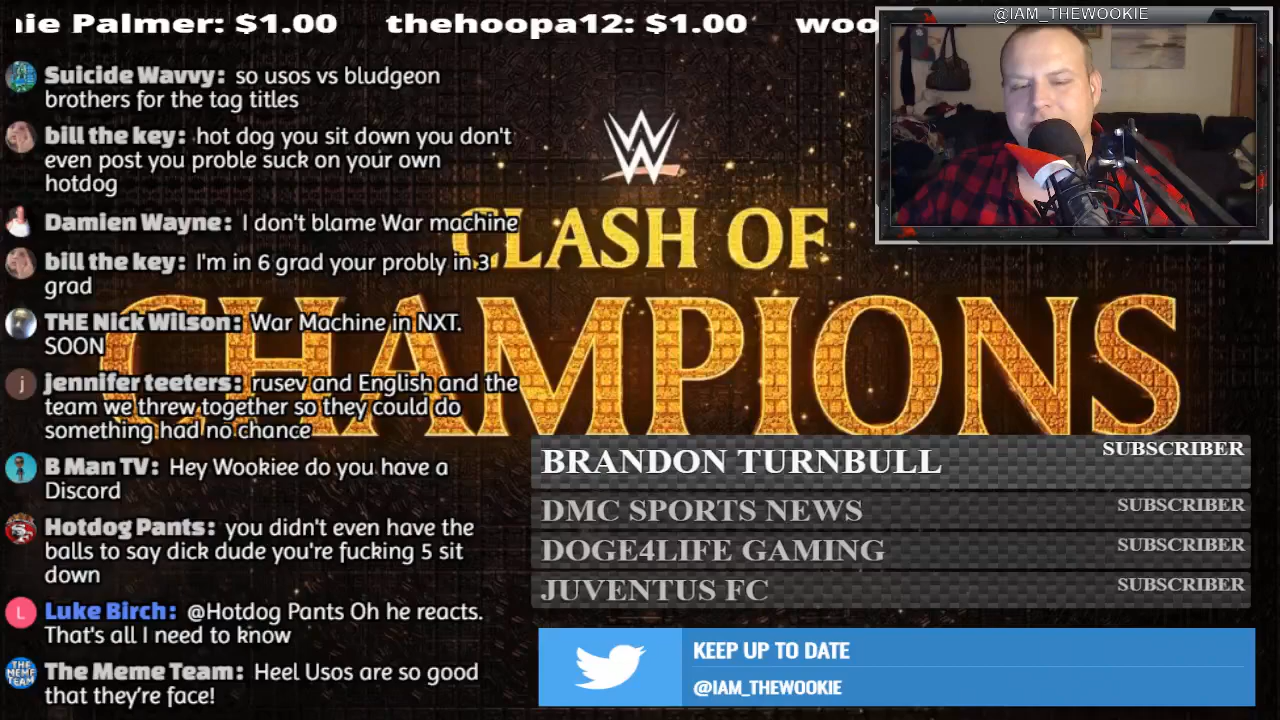 ie Palmer: $1.00 thehoopa12: $1.00 woo
@IAM_THEWOOKIE
Suicide Wavvy: so usos vs bludgeon
brothers for the tag titles
bill the key: hot dog you sit down you don't
even post you proble suck on your own
hotdog
Damien Wayne: I don't blame War machine
bill the key: I'm in 6 grad your probly in 3
grad
THE Nick Wilson: War Machine in NXT.
SOON
j
jennifer teeters: rusev and English and the
team we threw together so they could do
something had no chance
B Man TV: Hey Wookiee do you have a
Discord
Hotdog Pants: you didn't even have the
balls to say dick dude you're fucking 5 sit
down
L
Luke Birch: @Hotdog Pants Oh he reacts.
That's all I need to know
THE MEME TEAM
The Meme Team: Heel Usos are so good
that they're face!
W
CLASH OF
CHAMPIONS
BRANDON TURNBULL SUBSCRIBER
DMC SPORTS NEWS SUBSCRIBER
DOGE4LIFE GAMING SUBSCRIBER
JUVENTUS FC SUBSCRIBER
KEEP UP TO DATE
@IAM_THEWOOKIE